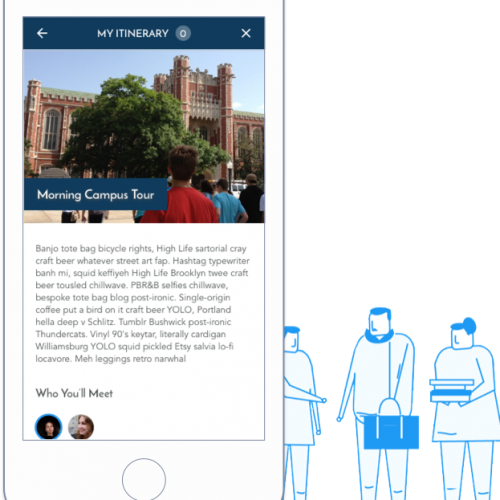 MY ITINERARY 0
Morning Campus Tour
Banjo tote bag bicycle rights, High Life sartorial cray
craft beer whatever street art fap. Hashtag typewriter
banh mi, squid keffiyeh High Life Brooklyn twee craft
beer tousled chillwave. PBR&B selfies chillwave,
bespoke tote bag blog post-ironic. Single-origin
coffee put a bird on it craft beer YOLO, Portland
hella deep v Schlitz. Tumblr Bushwick post-ironic
Thundercats. Vinyl 90's keytar, literally cardigan
Williamsburg YOLO squid pickled Etsy salvia lo-fi
locavore. Meh leggings retro narwhal
Who You'll Meet